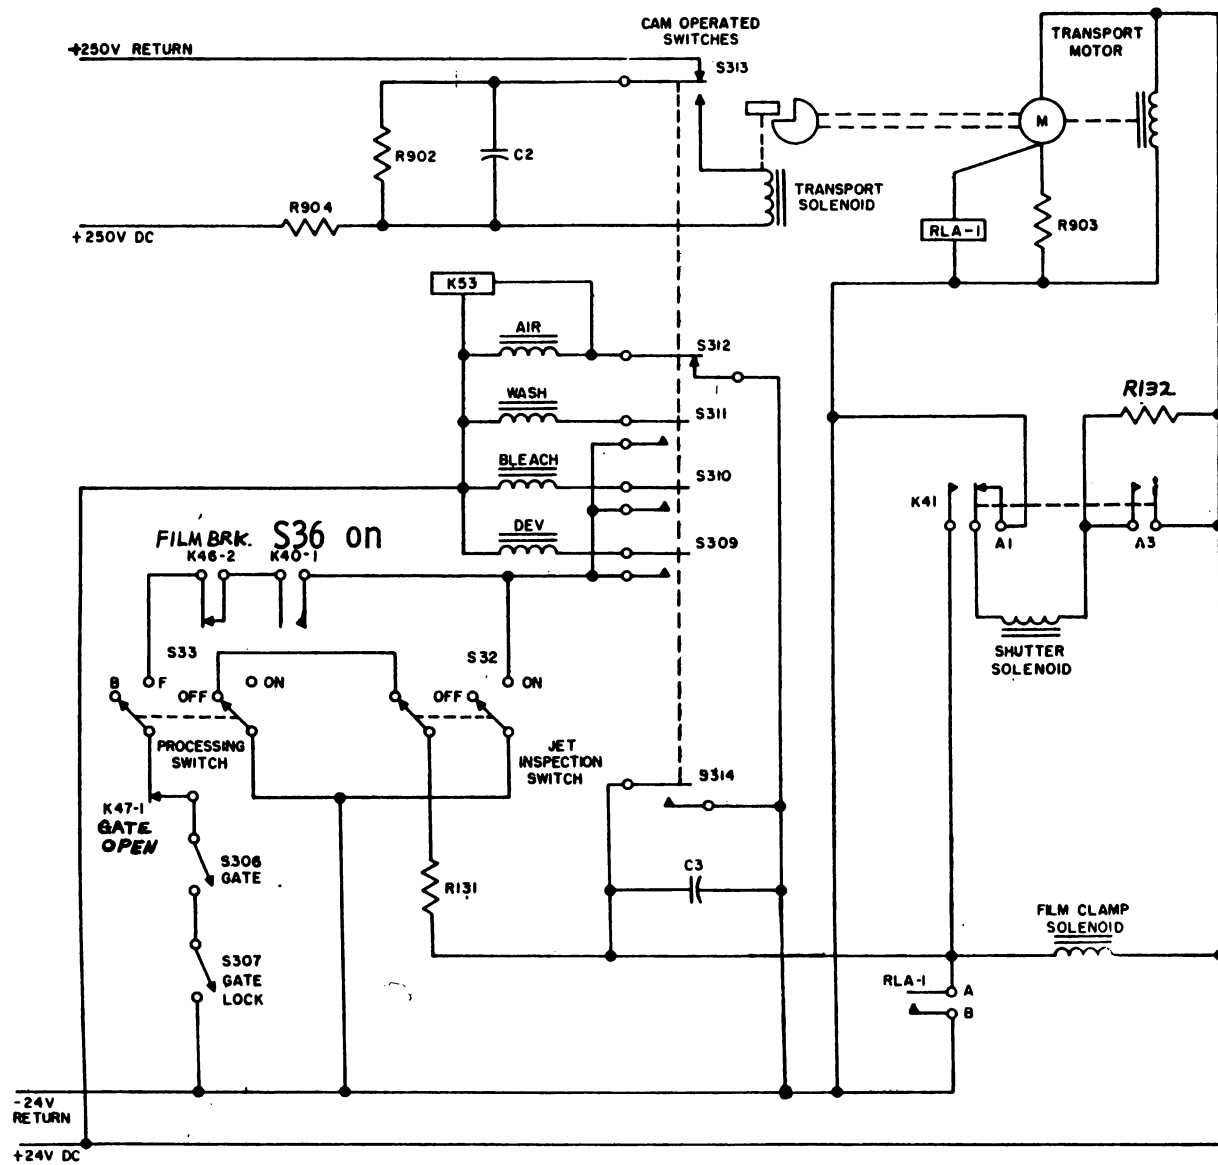 CAM OPERATED
SWITCHES
TRANSPORT
MOTOR
+250V RETURN
S313
M
R902
C2
TRANSPORT
SOLENOID
R904
+250V DC
RLA-1
R903
K53
AIR
S312
WASH
S311
R132
BLEACH
S310
K41
DEV
S309
A1
A3
FILM BRK. S36 on
K46-2
K40-1
S33
S32
SHUTTER
SOLENOID
B
F
OFF
ON
OFF
ON
PROCESSING
SWITCH
JET
INSPECTION
SWITCH
S314
K47-1
GATE
OPEN
S306
GATE
R131
C3
FILM CLAMP
SOLENOID
S307
GATE
LOCK
RLA-1
A
B
-24V
RETURN
+24V DC